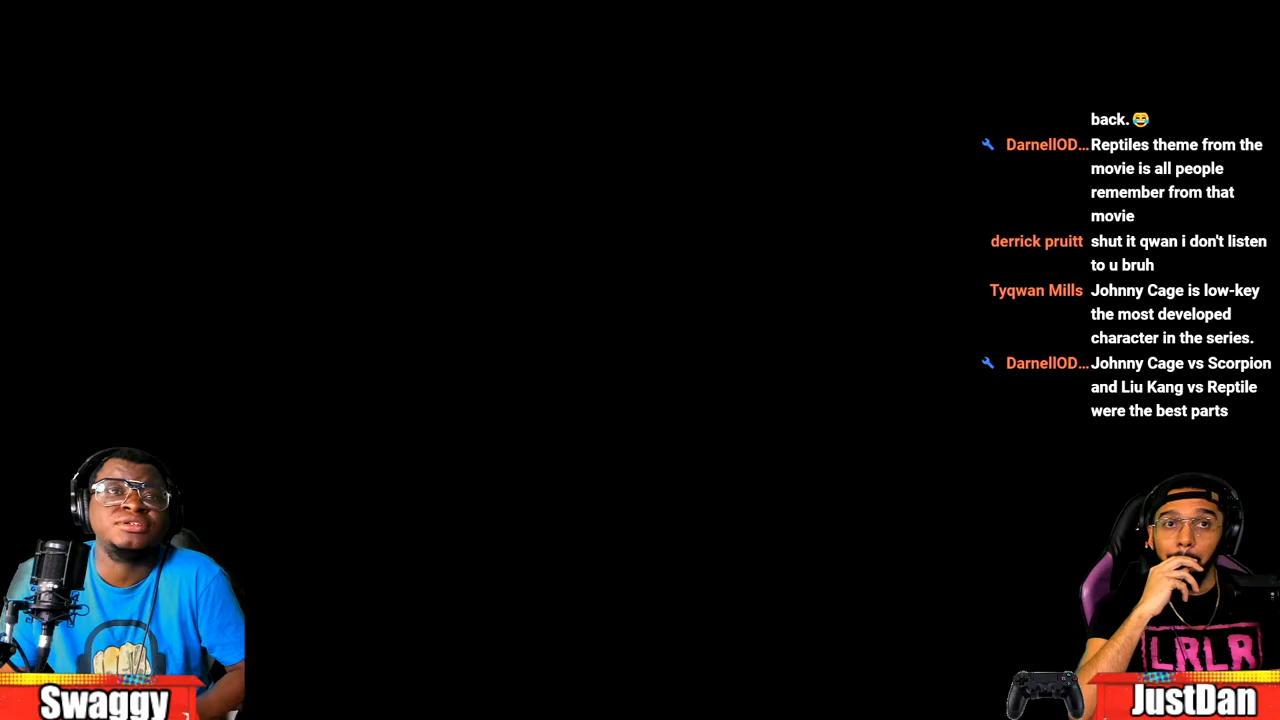 back. 😂
DarnellOD... Reptiles theme from the
movie is all people
remember from that
movie
derrick pruitt shut it qwan i don't listen
to u bruh
Tyqwan Mills Johnny Cage is low-key
the most developed
character in the series.
DarnellOD... Johnny Cage vs Scorpion
and Liu Kang vs Reptile
were the best parts
LRLR
Swaggy
JustDan